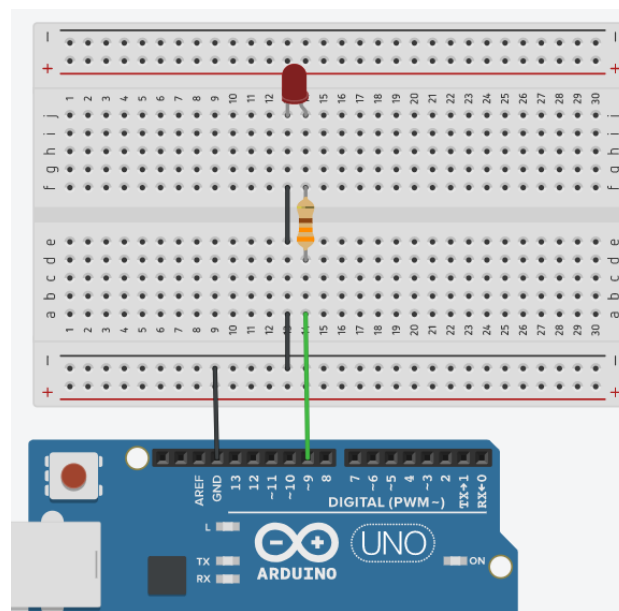 − −
+ +
1 2 3 4 5 6 7 8 9 10 11 12 15 16 17 18 19 20 21 22 23 24 25 26 27 28 29 30
j j
i i
h h
g g
f f
e e
d d
c c
b b
a a
1 2 3 4 5 6 7 8 9 10 11 12 15 16 17 18 19 20 21 22 23 24 25 26 27 28 29 30
− −
+ +
AREF GND 13 12 ~11 ~10 ~9 8 7 ~6 ~5 4 ~3 2 TX→1 RX←0
DIGITAL (PWM~)
L
TX
RX
ARDUINO
UNO
ON